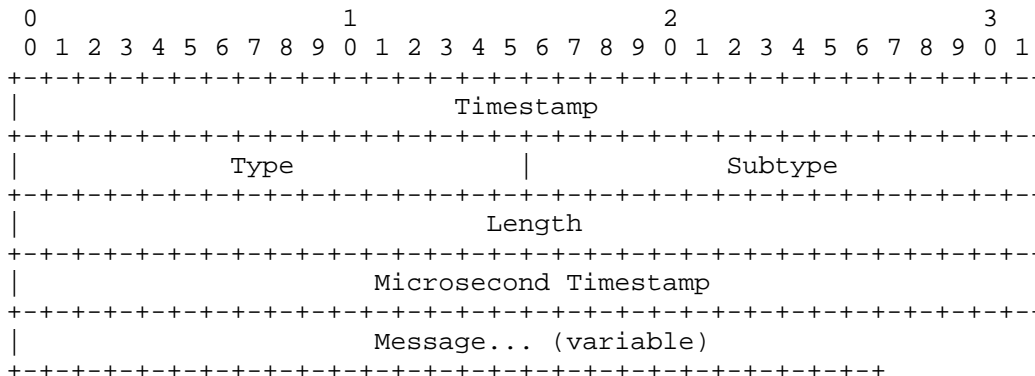 0                   1                   2                   3
 0 1 2 3 4 5 6 7 8 9 0 1 2 3 4 5 6 7 8 9 0 1 2 3 4 5 6 7 8 9 0 1
+-+-+-+-+-+-+-+-+-+-+-+-+-+-+-+-+-+-+-+-+-+-+-+-+-+-+-+-+-+-+-+-
|                           Timestamp
+-+-+-+-+-+-+-+-+-+-+-+-+-+-+-+-+-+-+-+-+-+-+-+-+-+-+-+-+-+-+-+-
|             Type              |            Subtype
+-+-+-+-+-+-+-+-+-+-+-+-+-+-+-+-+-+-+-+-+-+-+-+-+-+-+-+-+-+-+-+-
|                             Length
+-+-+-+-+-+-+-+-+-+-+-+-+-+-+-+-+-+-+-+-+-+-+-+-+-+-+-+-+-+-+-+-
|                      Microsecond Timestamp
+-+-+-+-+-+-+-+-+-+-+-+-+-+-+-+-+-+-+-+-+-+-+-+-+-+-+-+-+-+-+-+-
|                      Message... (variable)
+-+-+-+-+-+-+-+-+-+-+-+-+-+-+-+-+-+-+-+-+-+-+-+-+-+-+-+